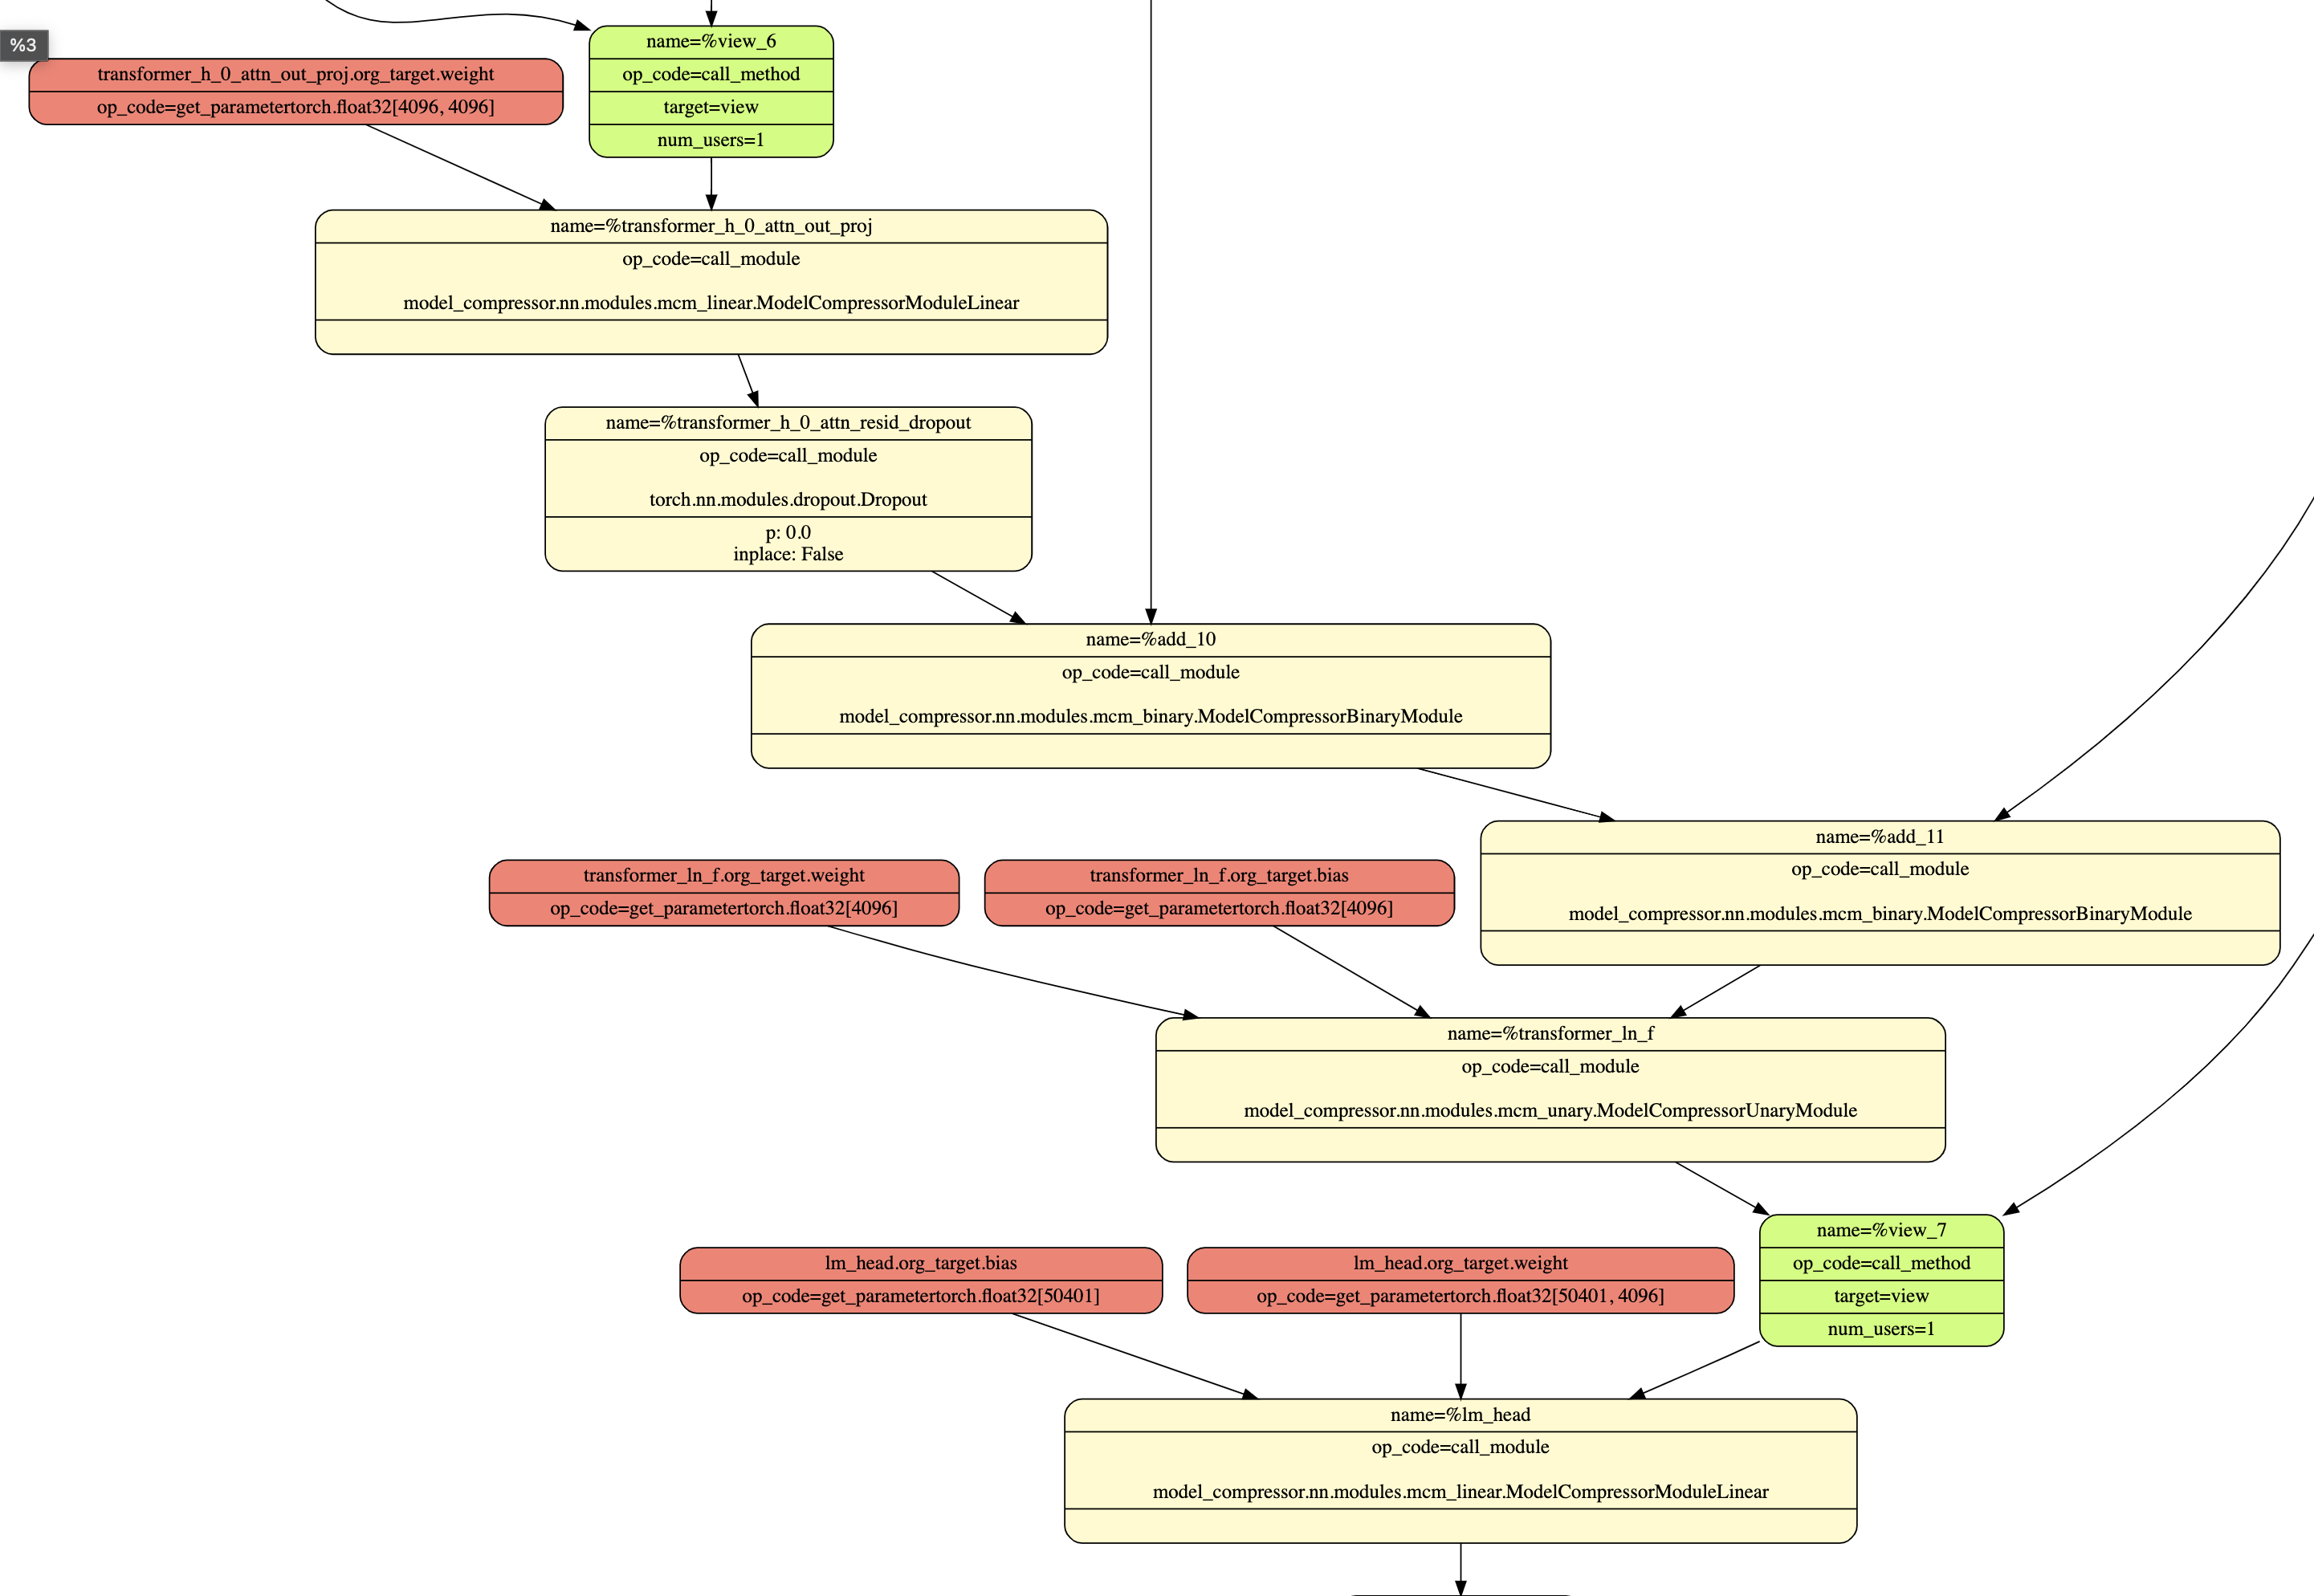 %3
name=%view_6
op_code=call_method
target=view
num_users=1
transformer_h_0_attn_out_proj.org_target.weight
op_code=get_parametertorch.float32[4096, 4096]
name=%transformer_h_0_attn_out_proj
op_code=call_module
model_compressor.nn.modules.mcm_linear.ModelCompressorModuleLinear
name=%transformer_h_0_attn_resid_dropout
op_code=call_module
torch.nn.modules.dropout.Dropout
p: 0.0
inplace: False
name=%add_10
op_code=call_module
model_compressor.nn.modules.mcm_binary.ModelCompressorBinaryModule
name=%add_11
op_code=call_module
model_compressor.nn.modules.mcm_binary.ModelCompressorBinaryModule
transformer_ln_f.org_target.weight
op_code=get_parametertorch.float32[4096]
transformer_ln_f.org_target.bias
op_code=get_parametertorch.float32[4096]
name=%transformer_ln_f
op_code=call_module
model_compressor.nn.modules.mcm_unary.ModelCompressorUnaryModule
name=%view_7
op_code=call_method
target=view
num_users=1
lm_head.org_target.bias
op_code=get_parametertorch.float32[50401]
lm_head.org_target.weight
op_code=get_parametertorch.float32[50401, 4096]
name=%lm_head
op_code=call_module
model_compressor.nn.modules.mcm_linear.ModelCompressorModuleLinear